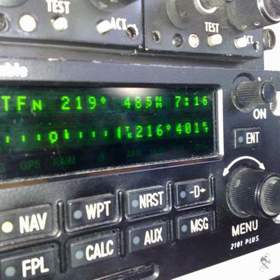 TEST
ACT
TEST
ACT
TFN 219° 485N 7:16
216° 401
ON
ENT
NAV
WPT
NRST
-D→
FPL
CALC
AUX
MSG
MENU
2101 PLUS